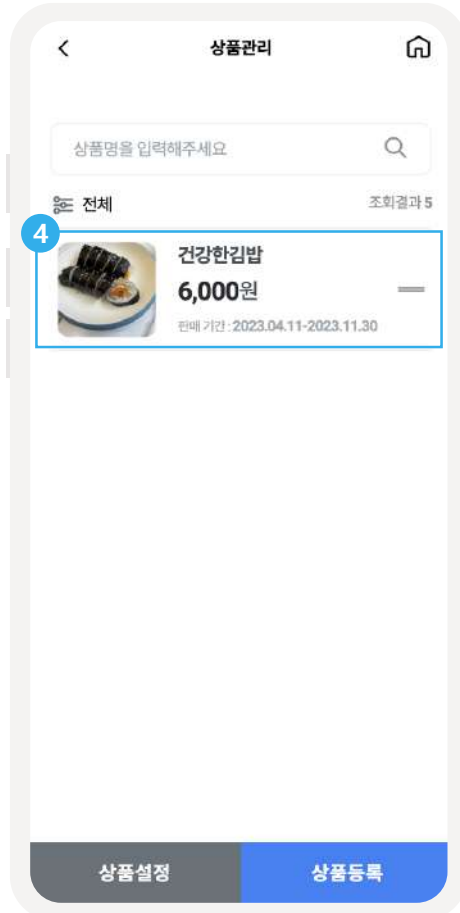 상품관리
상품명을 입력해주세요
전체
조회결과 5
4
건강한김밥
6,000원
판매 기간 : 2023.04.11-2023.11.30
상품설정
상품등록